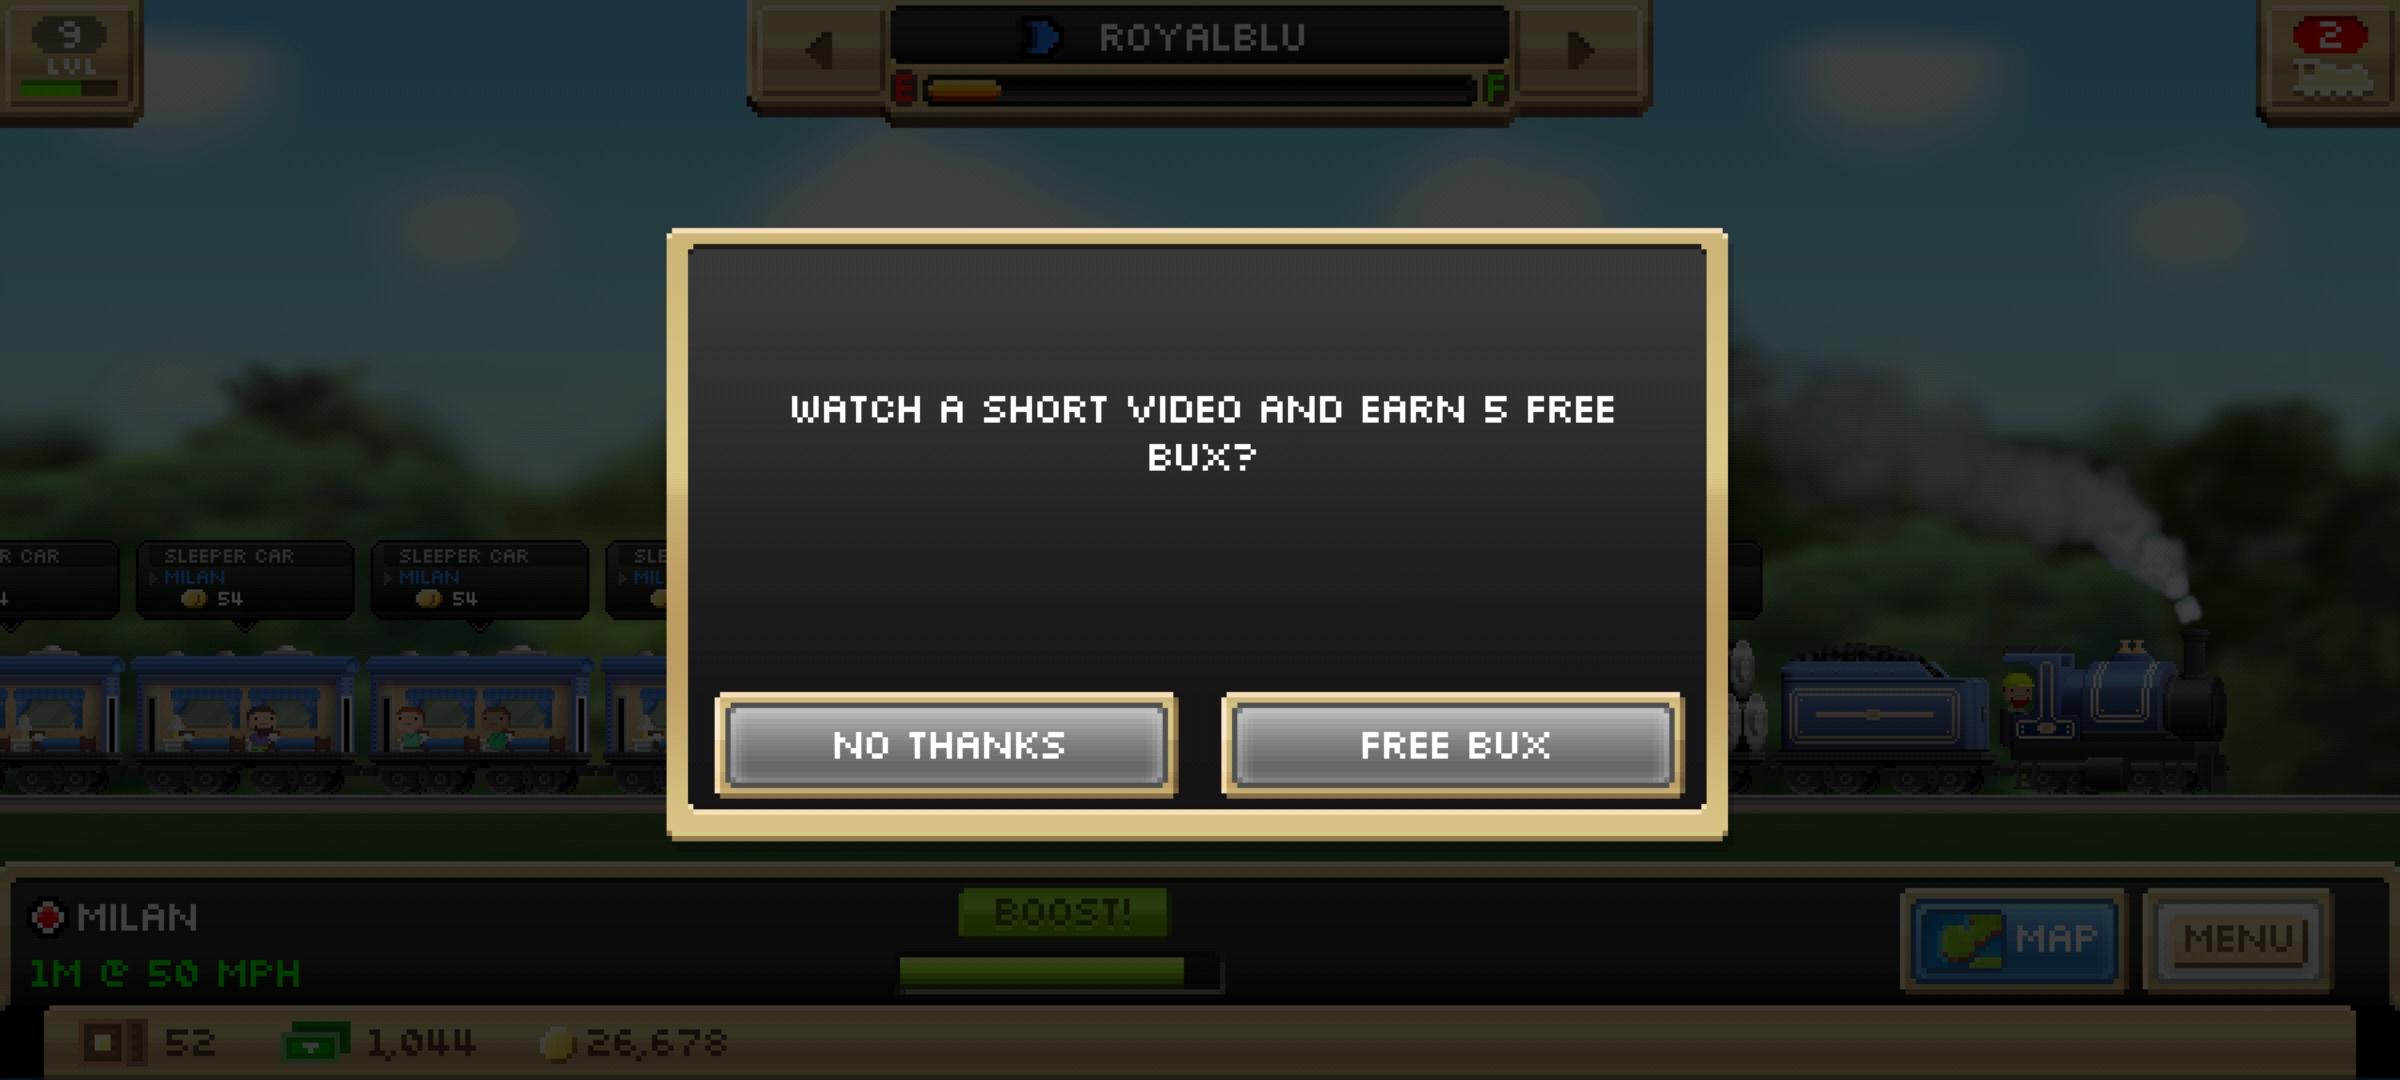 9
LVL
ROYALBLU
E F
2
WATCH A SHORT VIDEO AND EARN 5 FREE
BUX?
R CAR
4
SLEEPER CAR
MILAN
54
SLEEPER CAR
MILAN
54
SLE
MIL
NO THANKS
FREE BUX
MILAN
1M @ 50 MPH
BOOST!
MAP
MENU
52
1,044
26,678